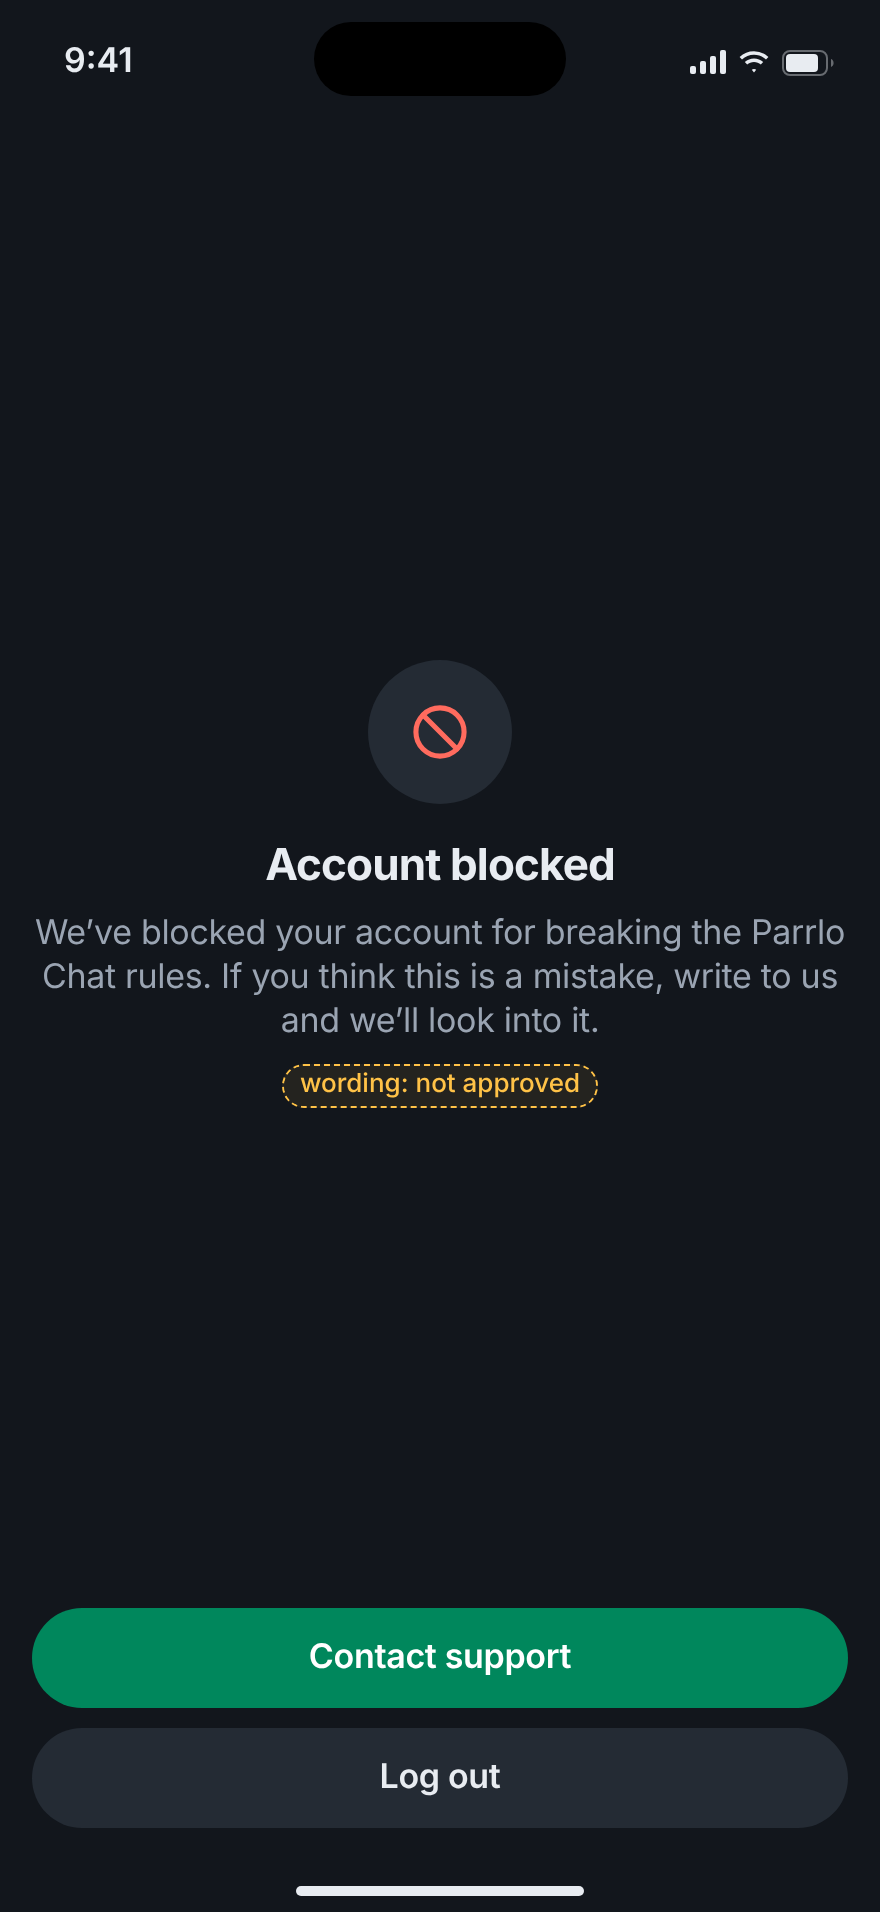 9:41
Account blocked
We’ve blocked your account for breaking the Parrlo
Chat rules. If you think this is a mistake, write to us
and we’ll look into it.
wording: not approved
Contact support
Log out